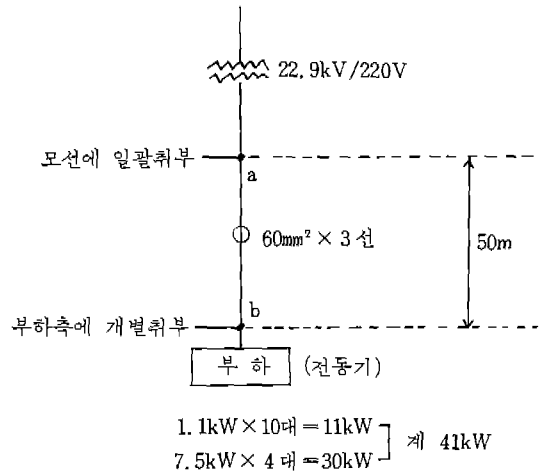 22.9kV/220V
모선에 일괄취부
a
60mm² × 3 선
50m
b
부하측에 개별취부
부 하 (전동기)
1.1kW × 10대 = 11kW
7.5kW × 4 대 = 30kW
계 41kW